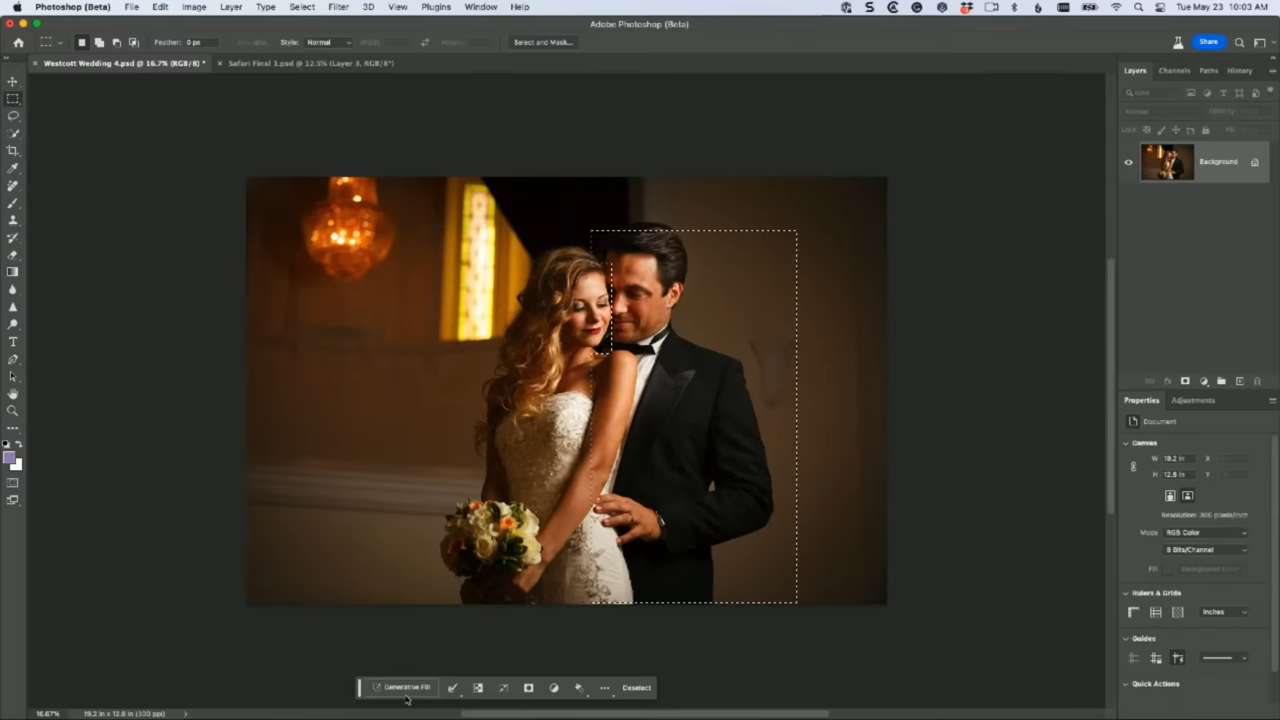 Photoshop (Beta) File Edit Image Layer Type Select Filter 3D View Plugins Window Help Tue May 23 10:03 AM
Adobe Photoshop (Beta)
Feather: 0 px Style: Normal Select and Mask... Share
Westcott Wedding 4.psd @ 16.7% (RGB/8) * Safari Final 1.psd @ 12.5% (Layer 3, RGB/8*)
Layers Channels Paths History
Kind
Normal Opacity:
Lock:
Background
Properties Adjustments
Document
Canvas
W 19.2 in X
H 12.8 in Y
Resolution: 300 pixels/inch
Mode RGB Color
8 Bits/Channel
Fill Background Color
Rulers & Grids
Inches
Guides
Quick Actions
Generative Fill Deselect
16.67% 19.2 in x 12.8 in (300 ppi)